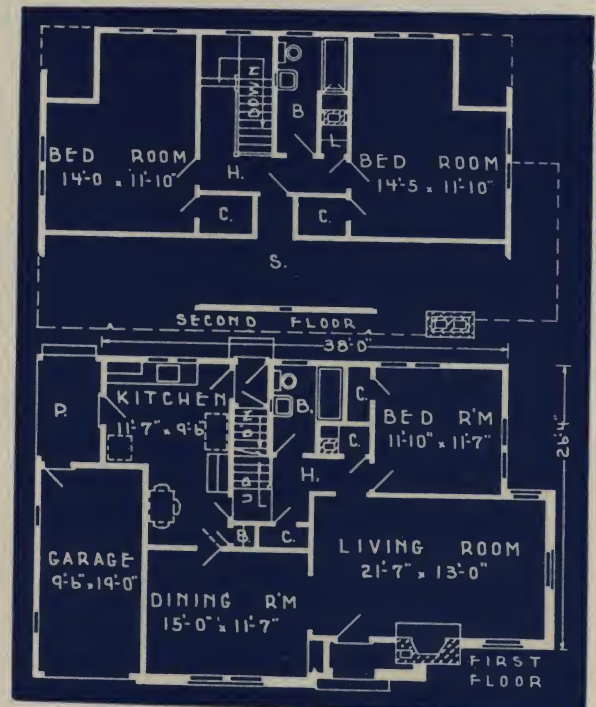 DOWN
B
L.
BED ROOM
14'-0 x 11'-10"
H.
BED ROOM
14'-5 x 11'-10"
C.
C.
S.
SECOND FLOOR
38'-0"
KITCHEN
11'-7" x 9'-6"
P.
B.
C.
BED R'M
11'-10" x 11'-7"
26'4"
C.
H.
UP
B.
C.
GARAGE
9'-6" x 19'-0"
DINING R'M
15'-0" x 11'-7"
LIVING ROOM
21'-7" x 13'-0"
FIRST
FLOOR